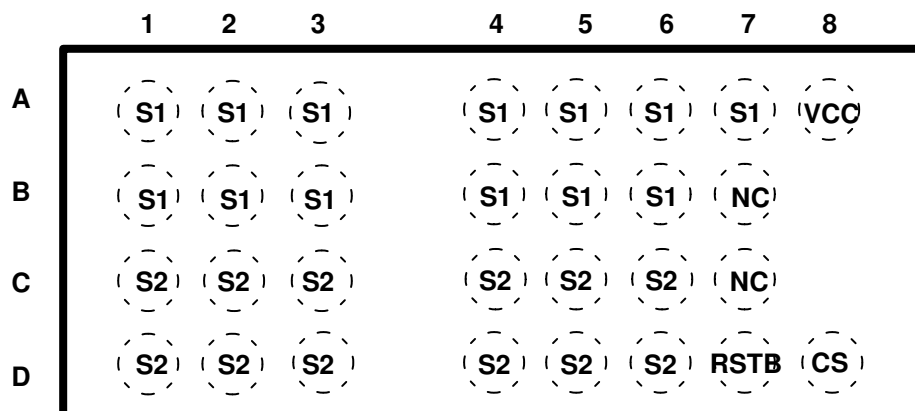 1 2 3 4 5 6 7 8
A S1 S1 S1 S1 S1 S1 S1 VCC
B S1 S1 S1 S1 S1 S1 NC
C S2 S2 S2 S2 S2 S2 NC
D S2 S2 S2 S2 S2 S2 RSTB CS